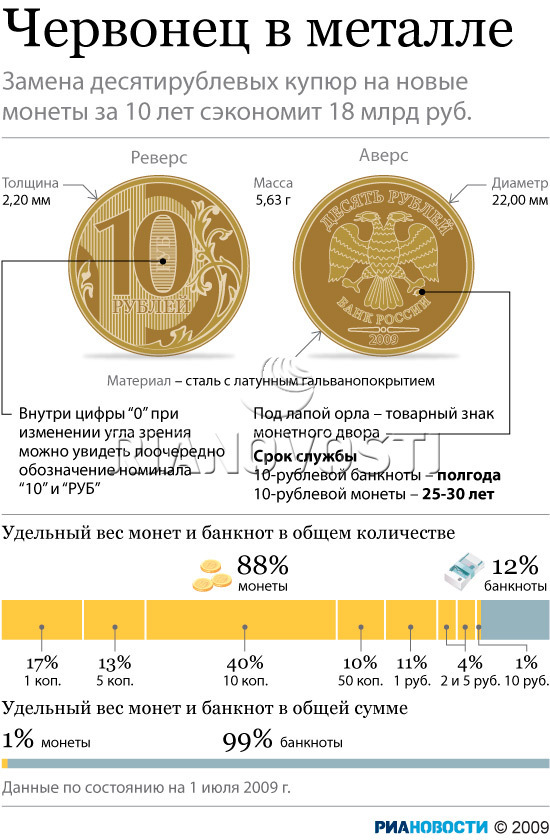 Червонец в металле
Замена десятирублевых купюр на новые
монеты за 10 лет сэкономит 18 млрд руб.
Реверс
Аверс
Толщина
2,20 мм
Масса
5,63 г
Диаметр
22,00 мм
10
РУБ
РУБЛЕЙ
ДЕСЯТЬ РУБЛЕЙ
БАНК РОССИИ
2009
Материал – сталь с латунным гальванопокрытием
Внутри цифры “0” при
изменении угла зрения
можно увидеть поочередно
обозначение номинала
“10” и “РУБ”
Под лапой орла – товарный знак
монетного двора
Срок службы
10-рублевой банкноты – полгода
10-рублевой монеты – 25-30 лет
RIANOVOSTI
Удельный вес монет и банкнот в общем количестве
88%
монеты
12%
банкноты
17% 13% 40% 10% 11% 4% 1%
1 коп. 5 коп. 10 коп. 50 коп. 1 руб. 2 и 5 руб. 10 руб.
Удельный вес монет и банкнот в общей сумме
1% монеты 99% банкноты
Данные по состоянию на 1 июля 2009 г.
РИАНОВОСТИ © 2009